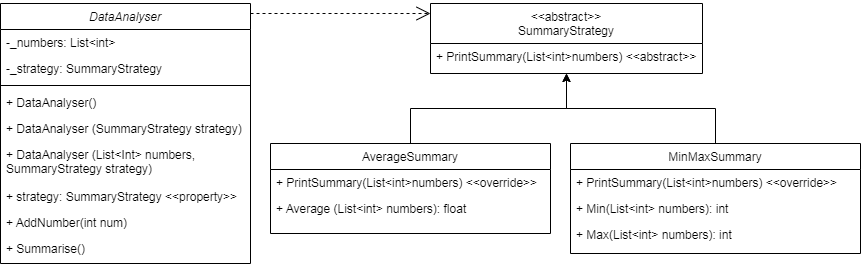 DataAnalyser
-_numbers: List<int>
-_strategy: SummaryStrategy
+ DataAnalyser()
+ DataAnalyser (SummaryStrategy strategy)
+ DataAnalyser (List<Int> numbers,
SummaryStrategy strategy)
+ strategy: SummaryStrategy <<property>>
+ AddNumber(int num)
+ Summarise()
<<abstract>>
SummaryStrategy
+ PrintSummary(List<int>numbers) <<abstract>>
AverageSummary
+ PrintSummary(List<int>numbers) <<override>>
+ Average (List<int> numbers): float
MinMaxSummary
+ PrintSummary(List<int>numbers) <<override>>
+ Min(List<int> numbers): int
+ Max(List<int> numbers): int